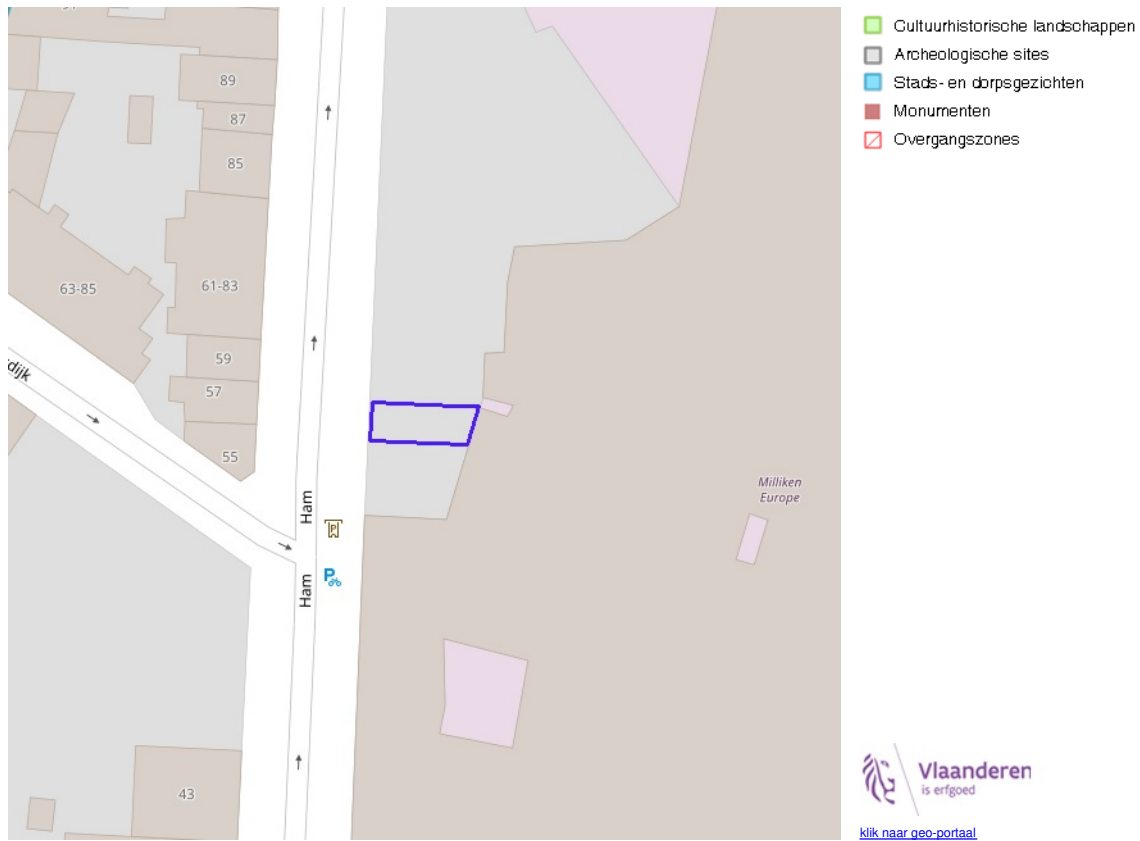 89
87
85
61-83
63-85
59
57
55
dijk
Ham
Ham
P
P
Milliken
Europe
43
Cultuurhistorische landschappen
Archeologische sites
Stads- en dorpsgezichten
Monumenten
Overgangszones
Vlaanderen
is erfgoed
klik naar geo-portaal